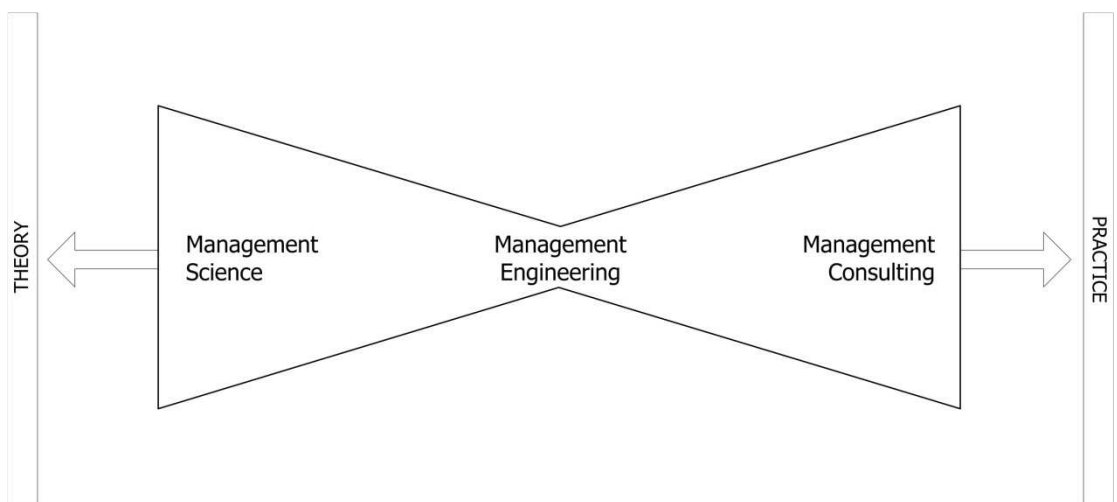 THEORY
Management
Science
Management
Engineering
Management
Consulting
PRACTICE